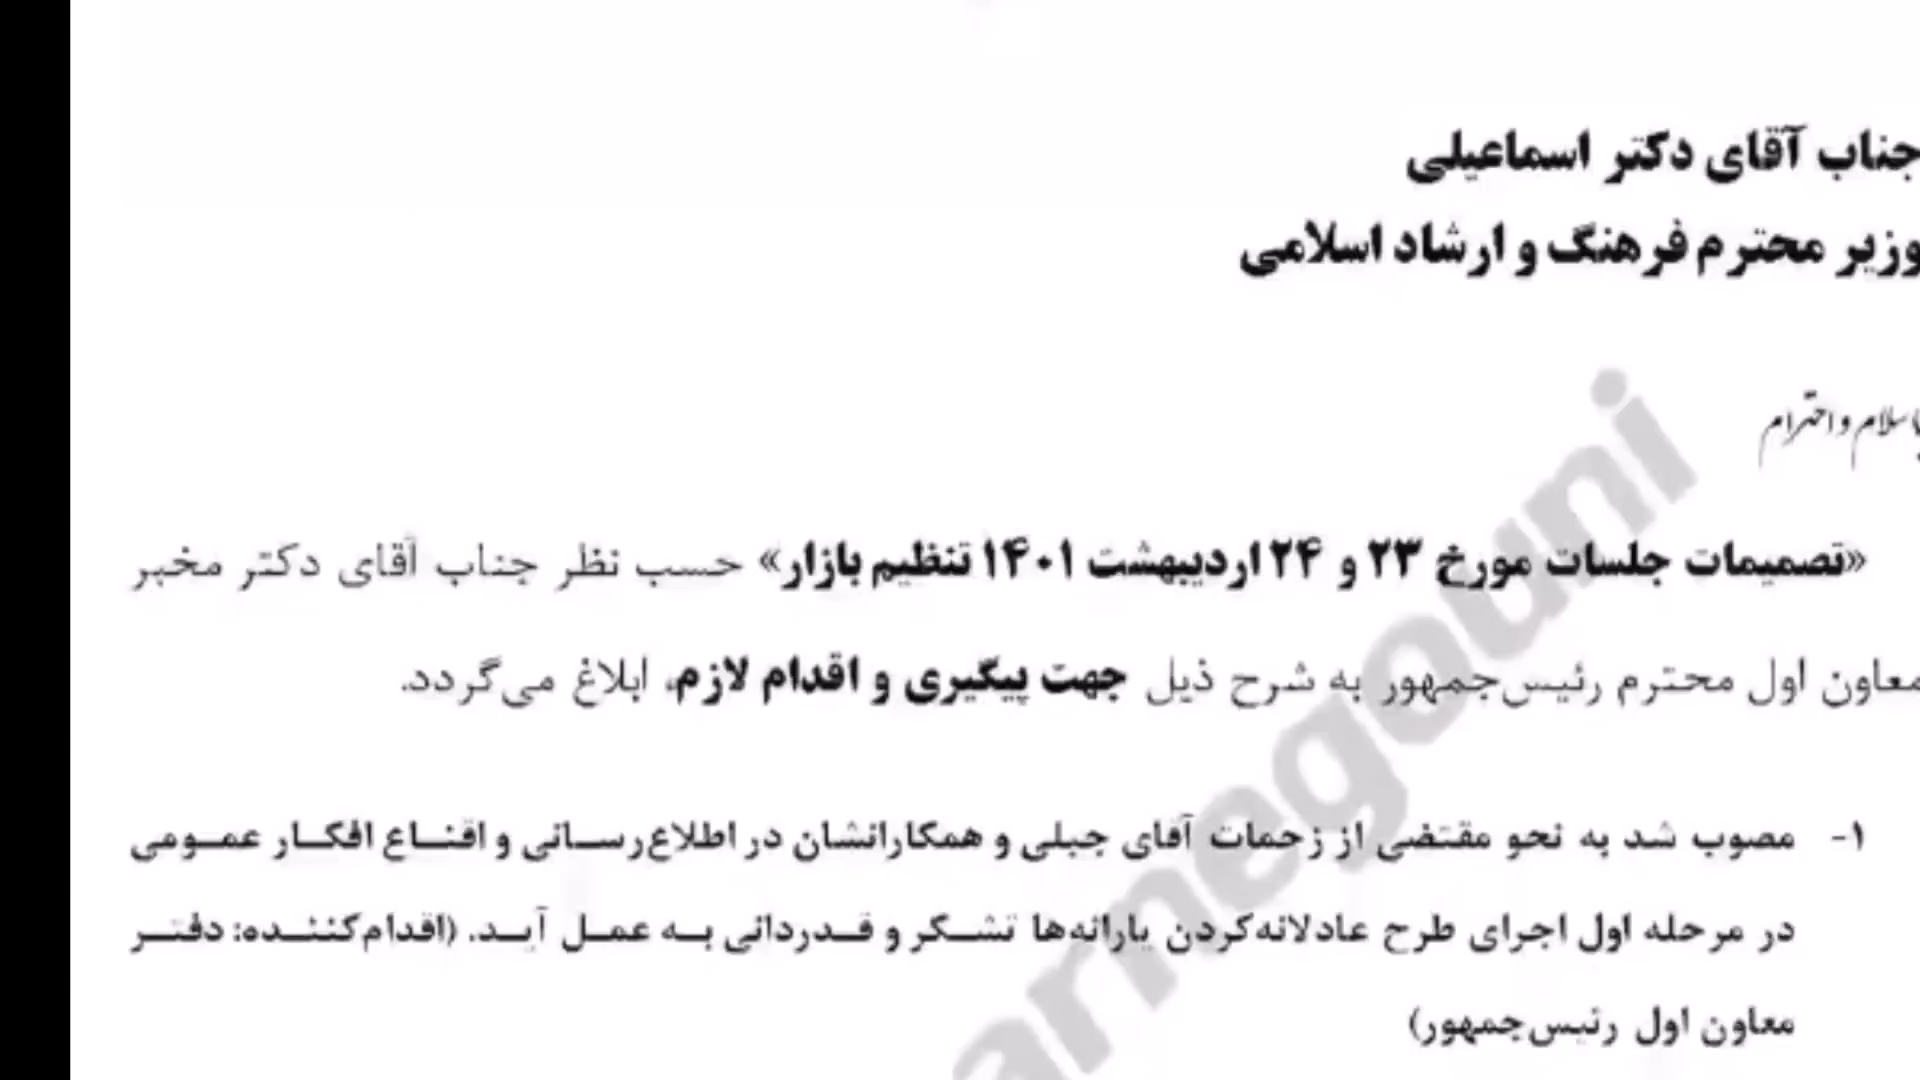 جناب آقای دکتر اسماعیلی
وزیر محترم فرهنگ و ارشاد اسلامی
با سلام و احترام
«تصمیمات جلسات مورخ ۲۳ و ۲۴ اردیبهشت ۱۴۰۱ تنظیم بازار» حسب نظر جناب آقای دکتر مخبر
معاون اول محترم رئیس‌جمهور به شرح ذیل جهت پیگیری و اقدام لازم، ابلاغ می‌گردد.
۱- مصوب شد به نحو مقتضی از زحمات آقای جبلی و همکارانشان در اطلاع‌رسانی و اقناع افکار عمومی
در مرحله اول اجرای طرح عادلانه‌کردن یارانه‌ها تشکر و قدردانی به عمل آید. (اقدام‌کننده: دفتر
معاون اول رئیس‌جمهور)
arnegouni